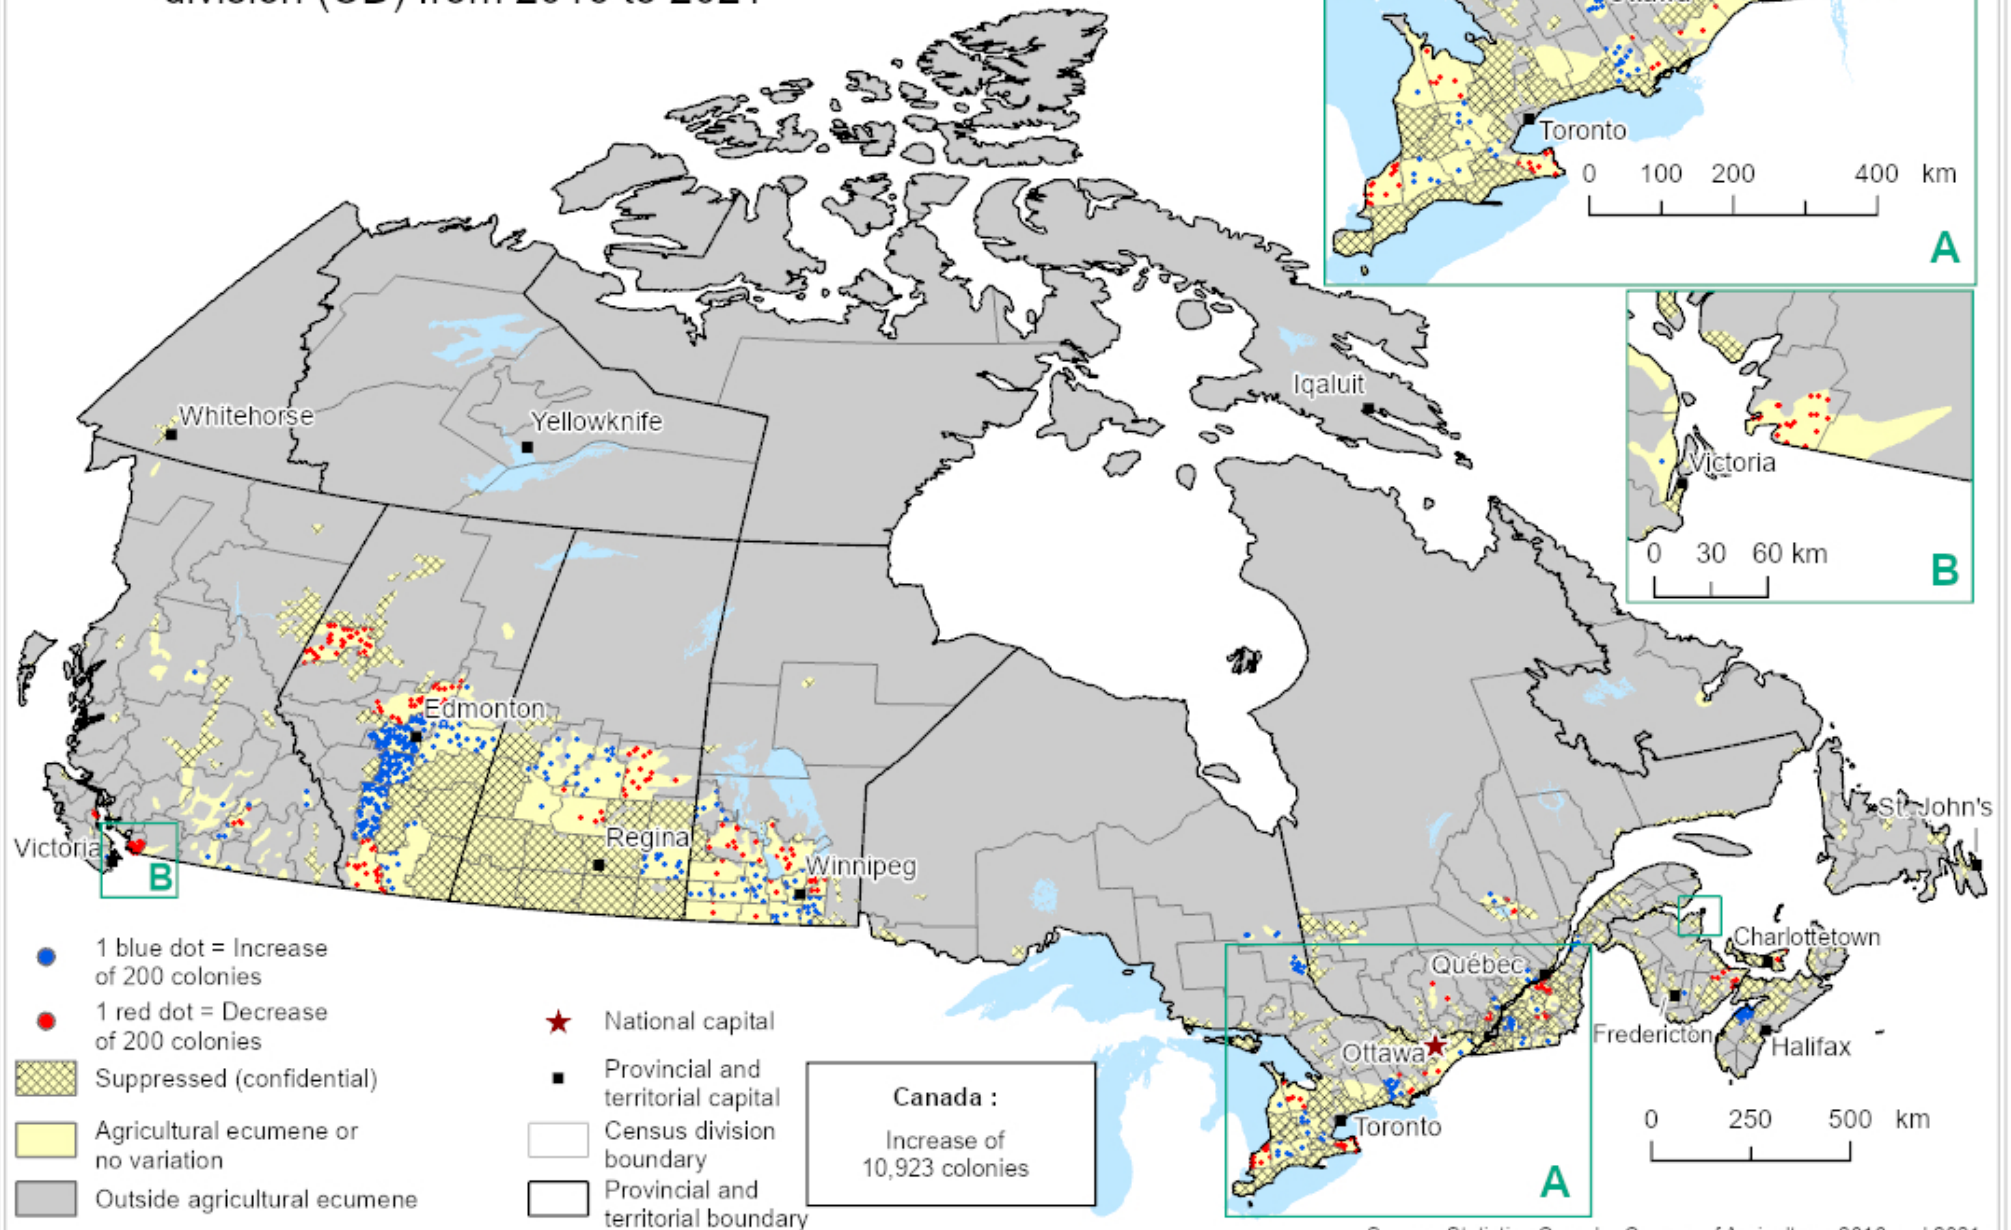 Toronto
0 100 200 400 km
A
Iqaluit
Whitehorse
Yellowknife
Victoria
0 30 60 km
B
Edmonton
Regina
Winnipeg
St. John's
Victoria
B
Charlottetown
Québec
Fredericton
Halifax
Ottawa
Toronto
A
0 250 500 km
1 blue dot = Increase
of 200 colonies
1 red dot = Decrease
of 200 colonies
Suppressed (confidential)
Agricultural ecumene or
no variation
Outside agricultural ecumene
National capital
Provincial and
territorial capital
Census division
boundary
Provincial and
territorial boundary
Canada :
Increase of
10,923 colonies